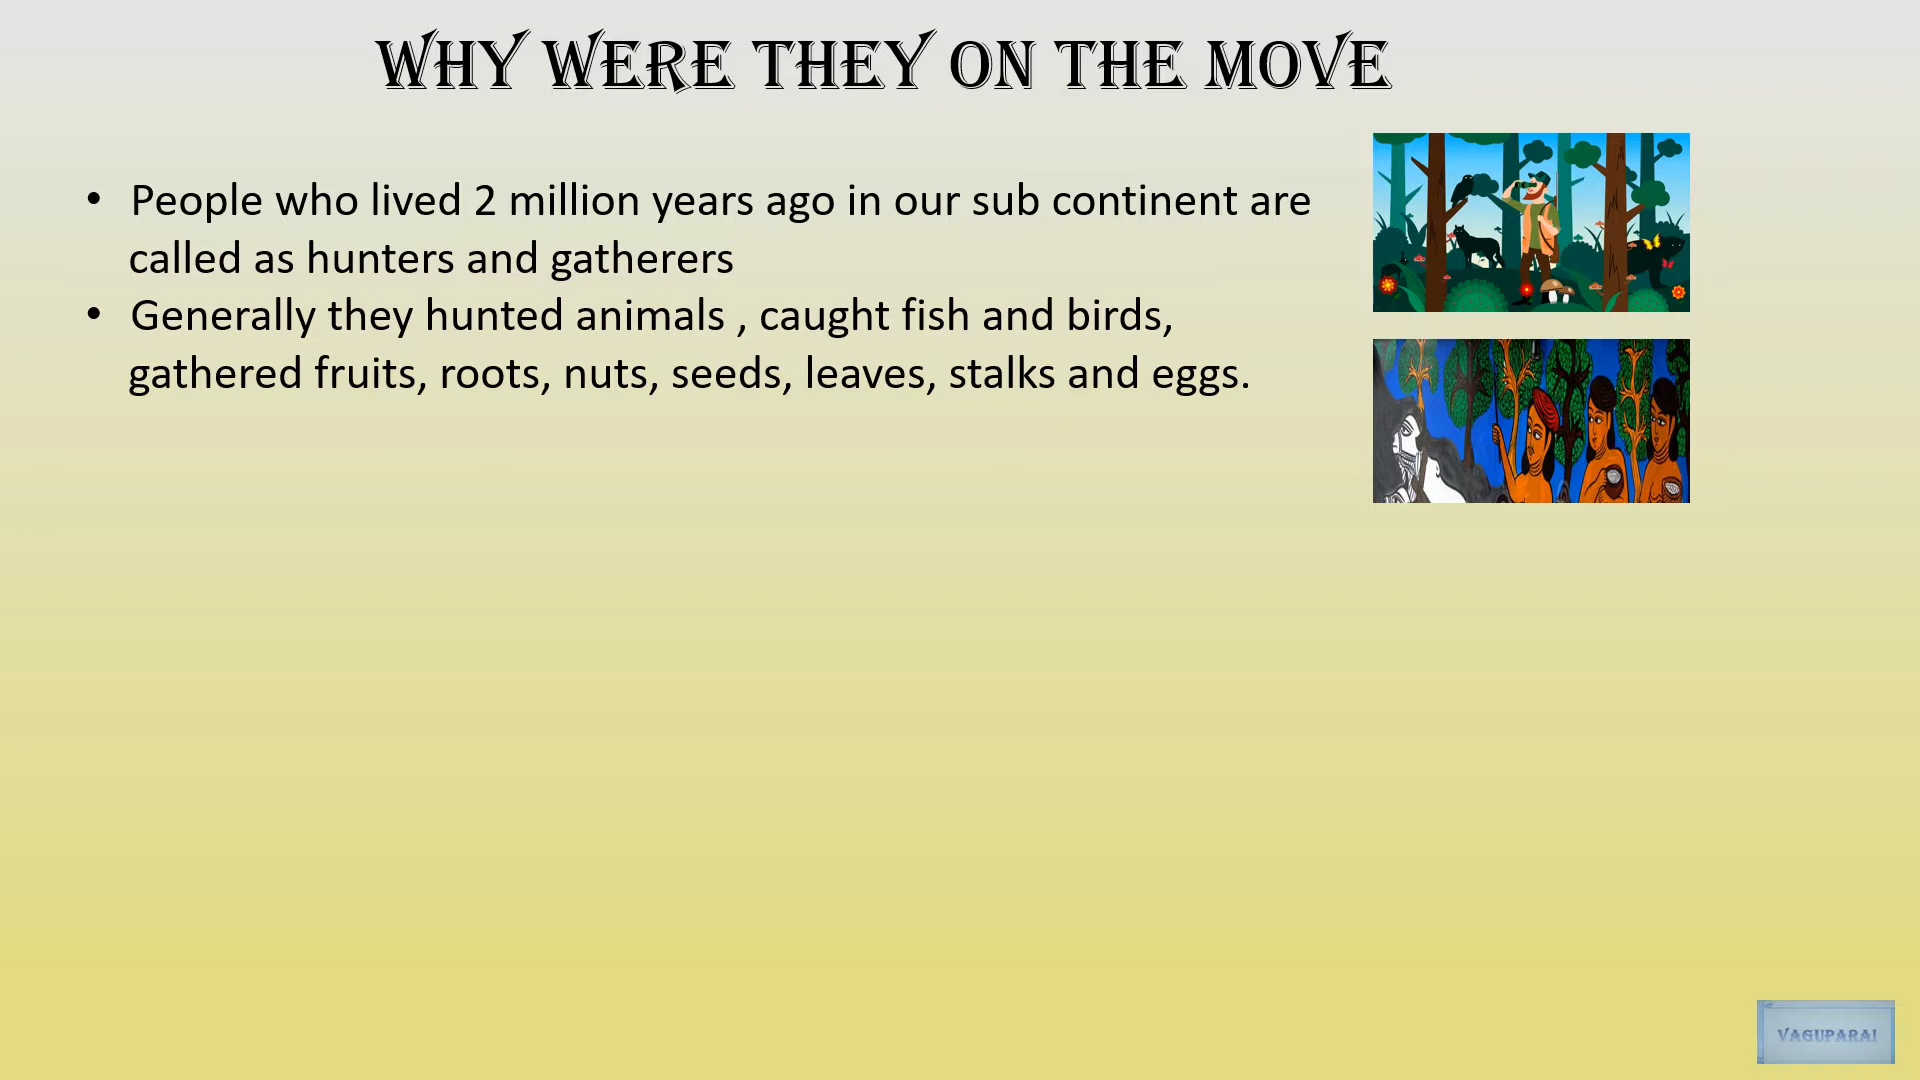 WHY WERE THEY ON THE MOVE
• People who lived 2 million years ago in our sub continent are
called as hunters and gatherers
• Generally they hunted animals , caught fish and birds,
gathered fruits, roots, nuts, seeds, leaves, stalks and eggs.
VAGUPARAI